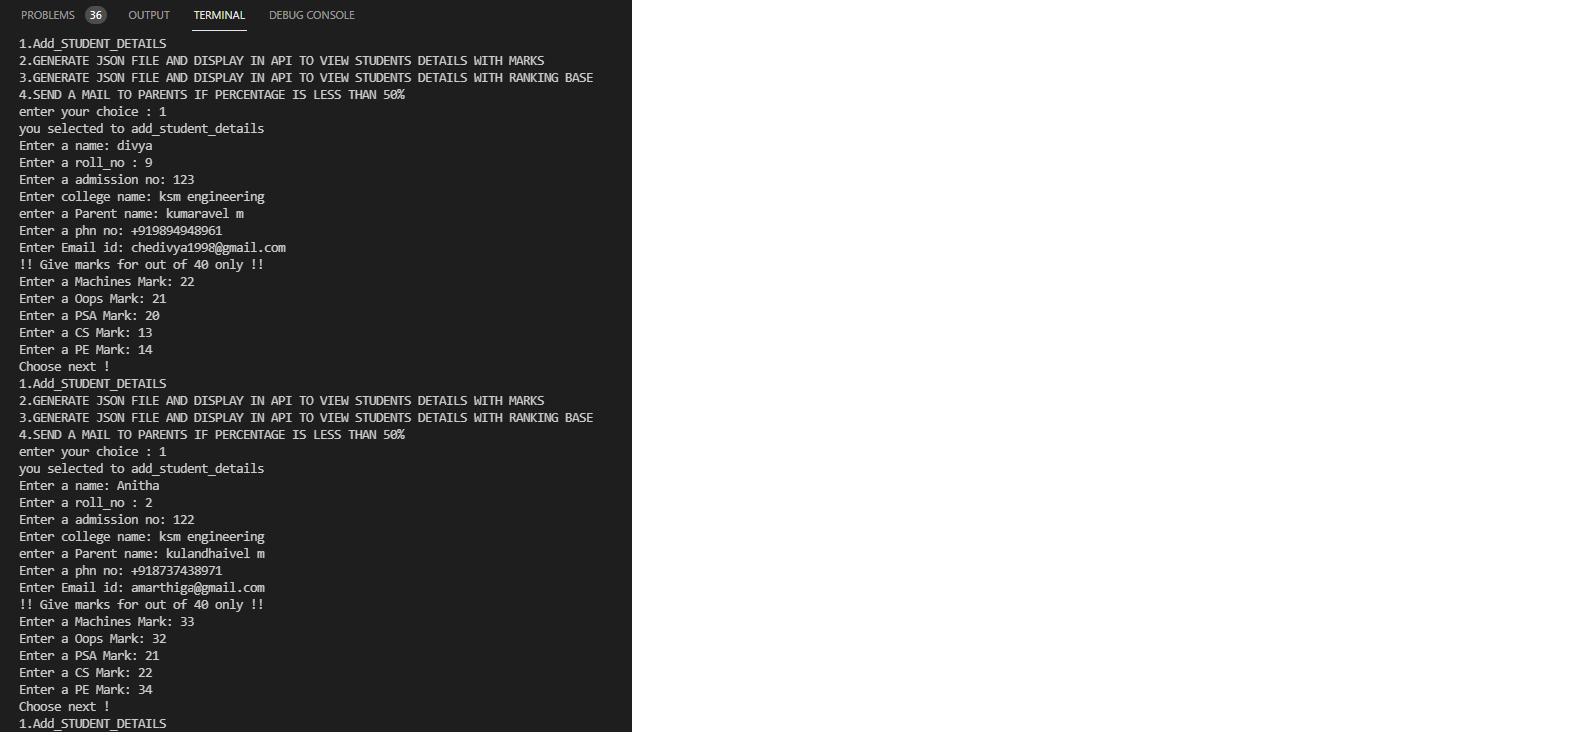 PROBLEMS 36 OUTPUT TERMINAL DEBUG CONSOLE
1.Add_STUDENT_DETAILS
2.GENERATE JSON FILE AND DISPLAY IN API TO VIEW STUDENTS DETAILS WITH MARKS
3.GENERATE JSON FILE AND DISPLAY IN API TO VIEW STUDENTS DETAILS WITH RANKING BASE
4.SEND A MAIL TO PARENTS IF PERCENTAGE IS LESS THAN 50%
enter your choice : 1
you selected to add_student_details
Enter a name: divya
Enter a roll_no : 9
Enter a admission no: 123
Enter college name: ksm engineering
enter a Parent name: kumaravel m
Enter a phn no: +919894948961
Enter Email id: chedivya1998@gmail.com
!! Give marks for out of 40 only !!
Enter a Machines Mark: 22
Enter a Oops Mark: 21
Enter a PSA Mark: 20
Enter a CS Mark: 13
Enter a PE Mark: 14
Choose next !
1.Add_STUDENT_DETAILS
2.GENERATE JSON FILE AND DISPLAY IN API TO VIEW STUDENTS DETAILS WITH MARKS
3.GENERATE JSON FILE AND DISPLAY IN API TO VIEW STUDENTS DETAILS WITH RANKING BASE
4.SEND A MAIL TO PARENTS IF PERCENTAGE IS LESS THAN 50%
enter your choice : 1
you selected to add_student_details
Enter a name: Anitha
Enter a roll_no : 2
Enter a admission no: 122
Enter college name: ksm engineering
enter a Parent name: kulandhaivel m
Enter a phn no: +918737438971
Enter Email id: amarthiga@gmail.com
!! Give marks for out of 40 only !!
Enter a Machines Mark: 33
Enter a Oops Mark: 32
Enter a PSA Mark: 21
Enter a CS Mark: 22
Enter a PE Mark: 34
Choose next !
1.Add_STUDENT_DETAILS